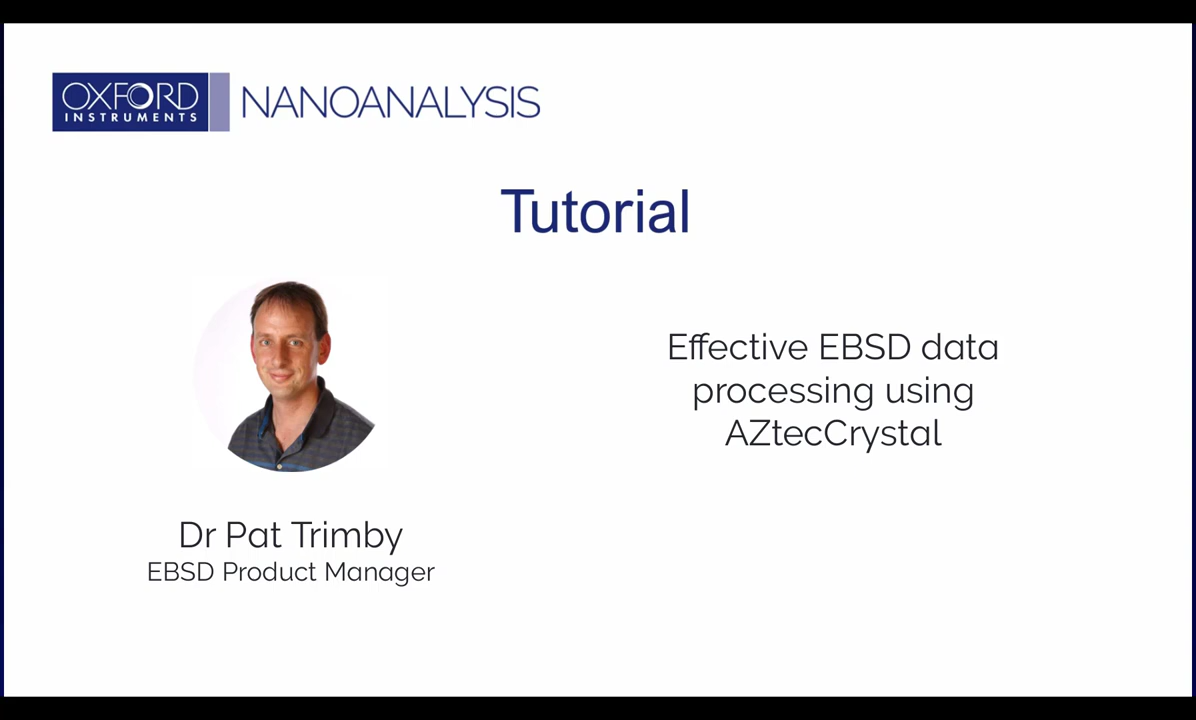 OXFORD
INSTRUMENTS
NANOANALYSIS
Tutorial
Effective EBSD data
processing using
AZtecCrystal
Dr Pat Trimby
EBSD Product Manager